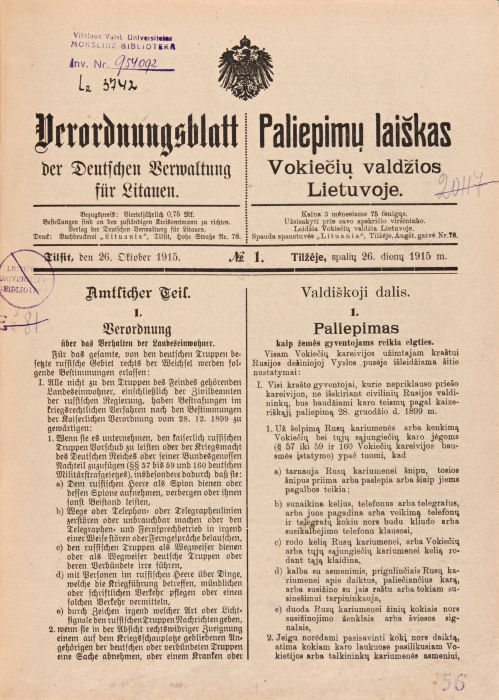 Vilniaus Valst. Universiteto
MOKSLINĖ BIBLIOTEKA
Inv. Nr. 954092
L2 3742
Verordnungsblatt
der Deutschen Verwaltung
für Litauen.
Bezugspreis: Vierteljährlich 0,75 Mk.
Bestellungen sind an den zuständigen Kreisamtmann zu richten.
Verlag der Deutschen Verwaltung für Litauen.
Druck: Buchdruckerei „Lituania“, Tilsit, Hohe Straße Nr. 78.
Paliepimų laiškas
Vokiečių valdžios
Lietuvoje.
Kaina 3 mėnesiams 75 fenigų.
Užsisakyti prie savo apskričio viršininko.
Leidžia Vokiečių valdžia Lietuvoje.
Spauda spaustuvės „Lituania“, Tilžėje, Augšt. gatvė Nr. 78.
2047
Tilsit, den 26. Oktober 1915.
№ 1.
Tilžėje, spalių 26. dienų 1915 m.
81
Amtlicher Teil.
1.
Verordnung
über das Verhalten der Landeseinwohner.
Für das gesamte, von den deutschen Truppen be-
setzte russische Gebiet rechts der Weichsel werden fol-
gende Bestimmungen erlassen:
I. Alle nicht zu den Truppen des Feindes gehörenden
Landeseinwohner, einschließlich der Zivilbeamten
der russischen Regierung, haben Bestrafungen im
kriegsrechtlichen Verfahren nach den Bestimmungen
der Kaiserlichen Verordnung vom 28. 12. 1899 zu
gewärtigen:
1. Wenn sie es unternehmen, den kaiserlich russischen
Truppen Vorschub zu leisten oder der Kriegsmacht
des Deutschen Reiches oder seiner Bundesgenossen
Nachteil zuzufügen (§§ 57 bis 59 und 160 deutschen
Militärstrafgesetzes), insbesondere dadurch daß sie:
a) Dem russischen Heere als Spion dienen oder
dessen Spione aufnehmen, verbergen oder ihnen
sonst Beistand leisten,
b) Wege oder Telephon- oder Telegraphenlinien
zerstören oder unbrauchbar machen oder den
Telegraphen- und Fernsprechbetrieb in irgend
einer Weise stören oder Ferngespräche belauschen,
c) den russischen Truppen als Wegweiser dienen
oder als Wegweiser deutsche Truppen oder
deren Verbündete irre führen,
d) mit Personen im russischen Heere über Dinge,
welche die Kriegführung betreffen, mündlichen
oder schriftlichen Verkehr pflegen oder einen
solchen Verkehr vermitteln,
e) durch Zeichen irgend welcher Art oder Licht-
signale den russischen Truppen Nachrichten geben,
2. wenn sie in der Absicht rechtswidriger Zueignung
einem auf dem Kriegsschauplatz gebliebenen An-
gehörigen der deutschen oder verbündeten Truppen
eine Sache abnehmen, oder einem Kranken oder
Valdiškoji dalis.
1.
Paliepimas
kaip žemės gyventojams reikia elgties.
Visam Vokiečių kareivijos užimtajam kraštui
Rusijos dešiniojoj Vyslos pusėje išleidžiama šitie
nustatymai:
I. Visi krašto gyventojai, kurie nepriklauso priešo
kareivijon, ne išskiriant civilinių Rusijos valdi-
ninkų, bus baudžiami karo teismų pagal kaize-
riškąjį paliepimą 28. gruodžio d. 1899 m.
1. Už šelpimą Rusų kariumenės arba kenkimą
Vokiečių bei tųjų sąjungiečių karo jėgoms
(§ 57 iki 59 ir 160 Vokiečių kareivijos baus-
mės įstatymo) ypač tuomi, kad
a) tarnauja Rusų kariumenei šnipu, tosios
šnipus priima arba paslepia arba šiaip jiems
pagalbos teikia;
b) sunaikina kelius, telefonus arba telegrafus,
arba juos pagadina arba veikimą telefonų
ir telegratų kokiu nors budu kliudo arba
susikalbėjimo telefonu klausosi,
c) rodo kelią Rusų kariumenei, arba Vokiečių
arba tųjų sąjungiečių kariumenei kelią ro-
dant tąją klaidina,
d) kalba su asmenimis, prigulinčiais Rusų ka-
riumenei apie daiktus, paliečiančius karą,
arba susižino su jais raštu arba tokiam su-
sinešimui tarpininkauja,
e) duoda Rusų kariumenei žinių kokiais nors
susižinojimo ženklais arba šviesos sig-
nalais,
2. Jeigu norėdami pasisavinti kokį nors daiktą,
atima kokiam karo laukuose pasilikusiam Vo-
kietijos arba talkininkų kariumenės asmeniui,
56